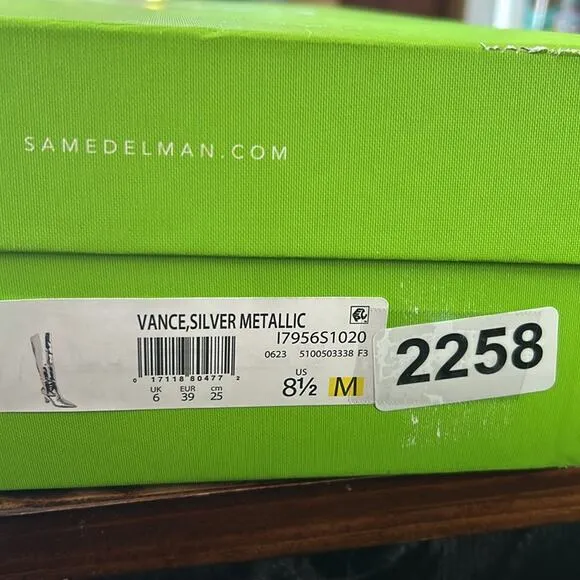 SAMEDELMAN.COM
VANCE,SILVER METALLIC
I7956S1020
0623 5100503338 F3
0 17118 80477 2
UK EUR cm
6 39 25
US
8½ M
2258